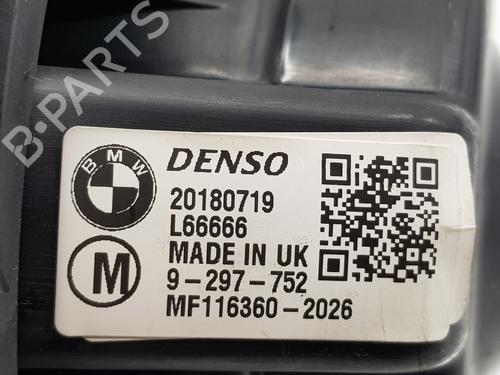 B-PARTS
BMW
DENSO
20180719
L66666
MADE IN UK
M
9-297-752
MF116360-2026